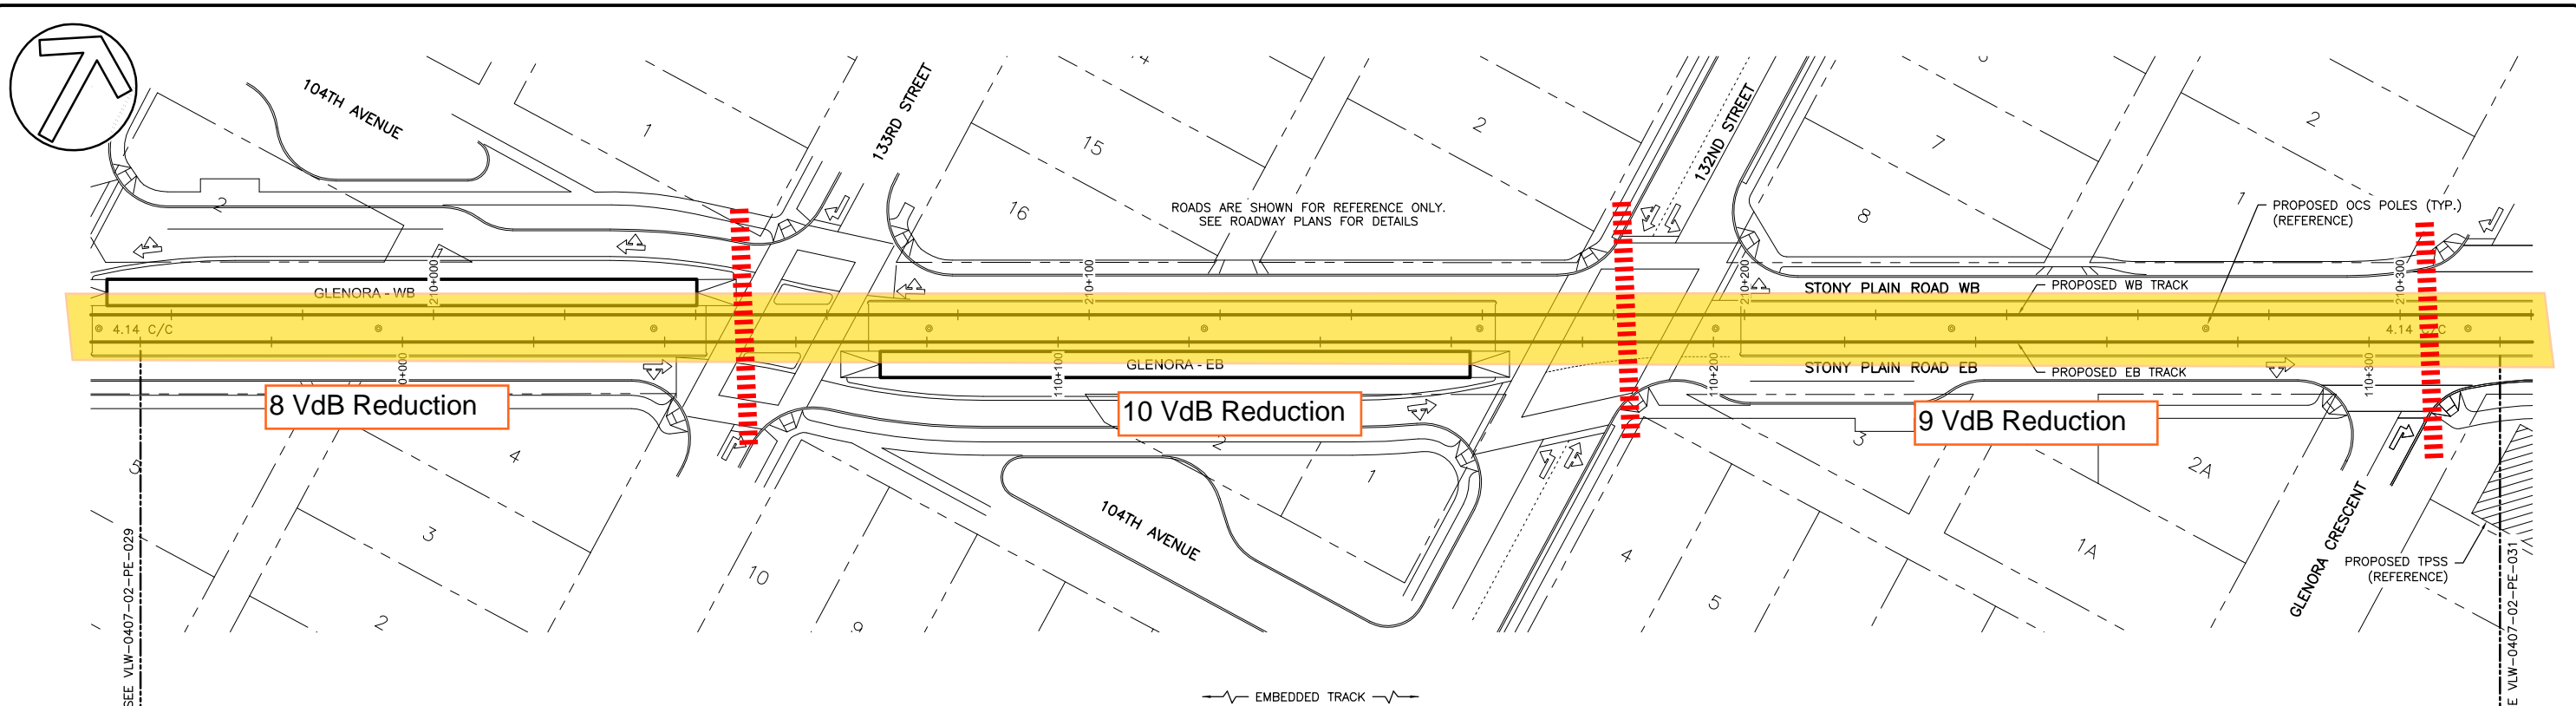 104TH AVENUE
133RD STREET
132ND STREET
1
15
2
7
2
2
16
8
1
1
ROADS ARE SHOWN FOR REFERENCE ONLY.
SEE ROADWAY PLANS FOR DETAILS
PROPOSED OCS POLES (TYP.)
(REFERENCE)
210+000
210+100
210+200
210+300
GLENORA - WB
STONY PLAIN ROAD WB
PROPOSED WB TRACK
4.14 C/C
4.14 C/C
GLENORA - EB
STONY PLAIN ROAD EB
PROPOSED EB TRACK
0+000
110+100
110+200
110+300
8 VdB Reduction
10 VdB Reduction
9 VdB Reduction
5
4
3
2
10
9
2
1
104TH AVENUE
3
4
5
2A
1A
GLENORA CRESCENT
PROPOSED TPSS
(REFERENCE)
SEE VLW-0407-02-PE-029
E VLW-0407-02-PE-031
EMBEDDED TRACK